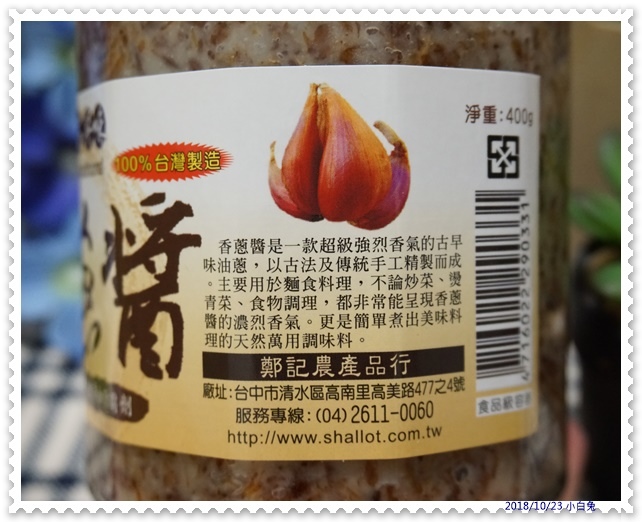 淨重:400g
100%台灣製造
醬
香蔥醬是一款超級強烈香氣的古早
味油蔥,以古法及傳統手工精製而成
。主要用於麵食料理,不論炒菜、燙
青菜、食物調理,都非常能呈現香蔥
醬的濃烈香氣。更是簡單煮出美味料
理的天然萬用調味料。
鄭記農產品行
廠址:台中市清水區高南里高美路477之4號
服務專線:(04)2611-0060
http://www.shallot.com.tw
4716022290331
食品級容器
2018/10/23 小白兔